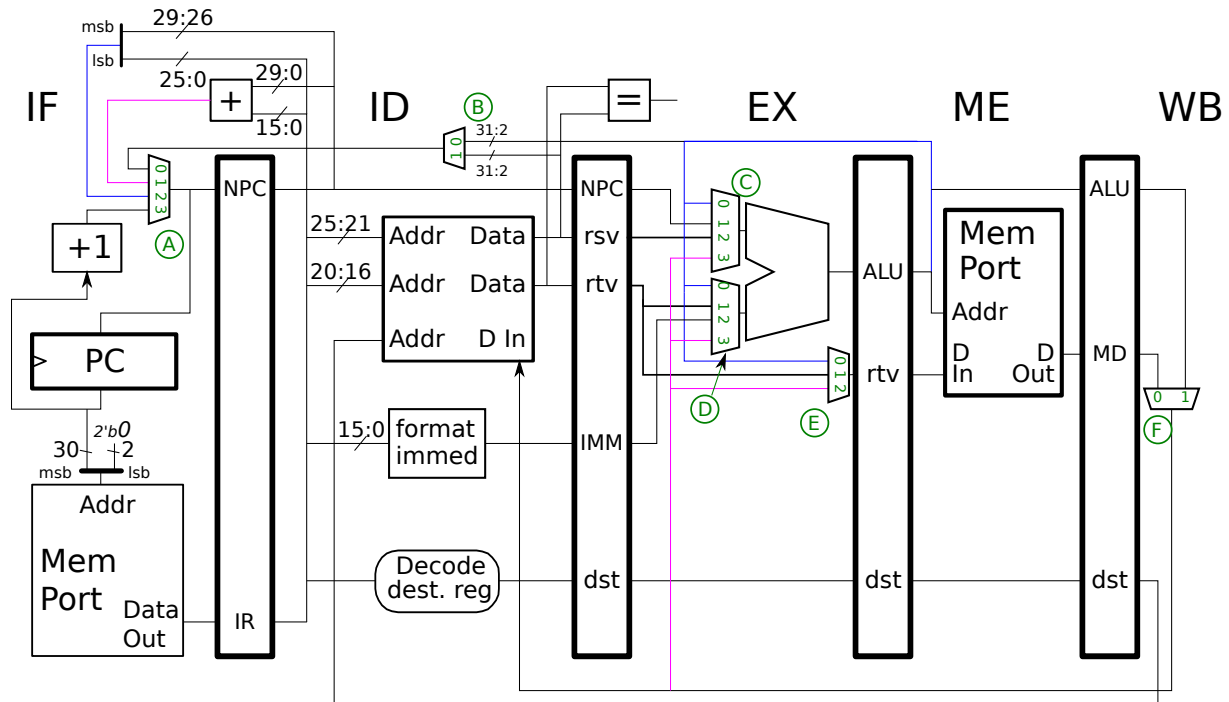 29:26
msb
lsb
25:0
29:0
+
15:0
IF
ID
B
=
EX
ME
WB
31:2
0
1
31:2
0
1
2
3
NPC
NPC
C
ALU
+1
A
25:21
Addr
Data
rsv
0
1
2
3
Mem
Port
20:16
Addr
Data
rtv
ALU
0
1
2
3
Addr
Addr
D In
PC
D
In
D
Out
MD
0
1
2
rtv
0
1
D
E
F
15:0
format
immed
IMM
2'b0
30
2
msb
lsb
Addr
Mem
Port
Data
Out
IR
Decode
dest. reg
dst
dst
dst